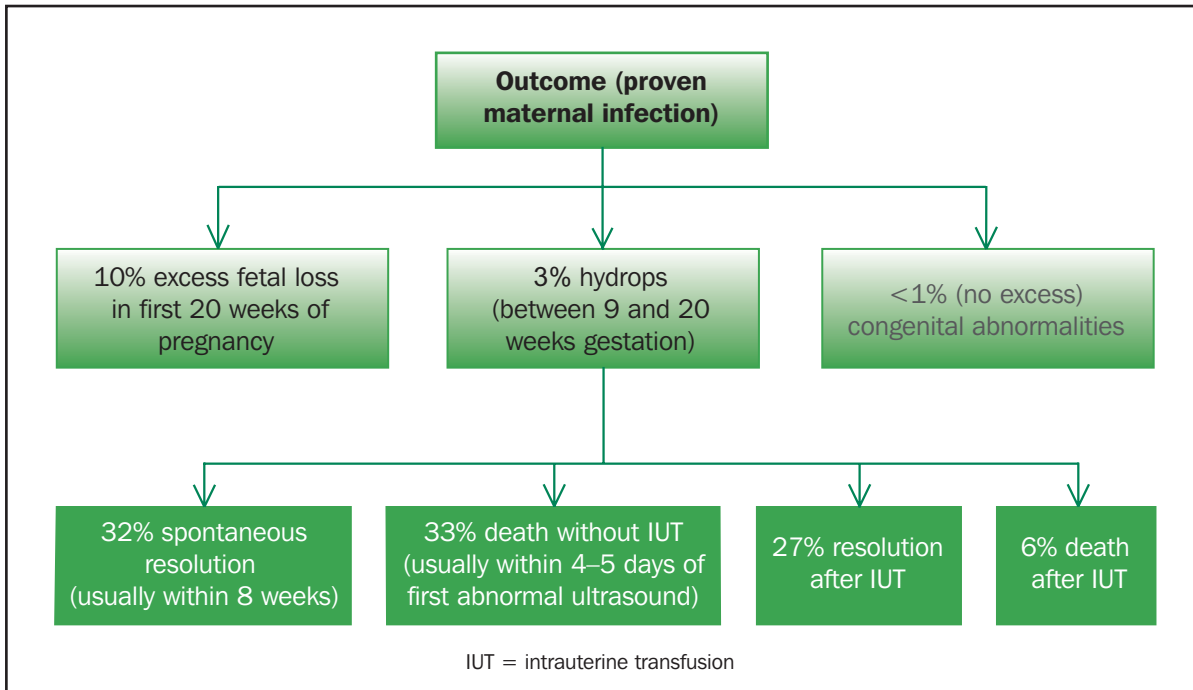 Outcome (proven
maternal infection)
10% excess fetal loss
in first 20 weeks of
pregnancy
3% hydrops
(between 9 and 20
weeks gestation)
<1% (no excess)
congenital abnormalities
32% spontaneous
resolution
(usually within 8 weeks)
33% death without IUT
(usually within 4–5 days of
first abnormal ultrasound)
27% resolution
after IUT
6% death
after IUT
IUT = intrauterine transfusion